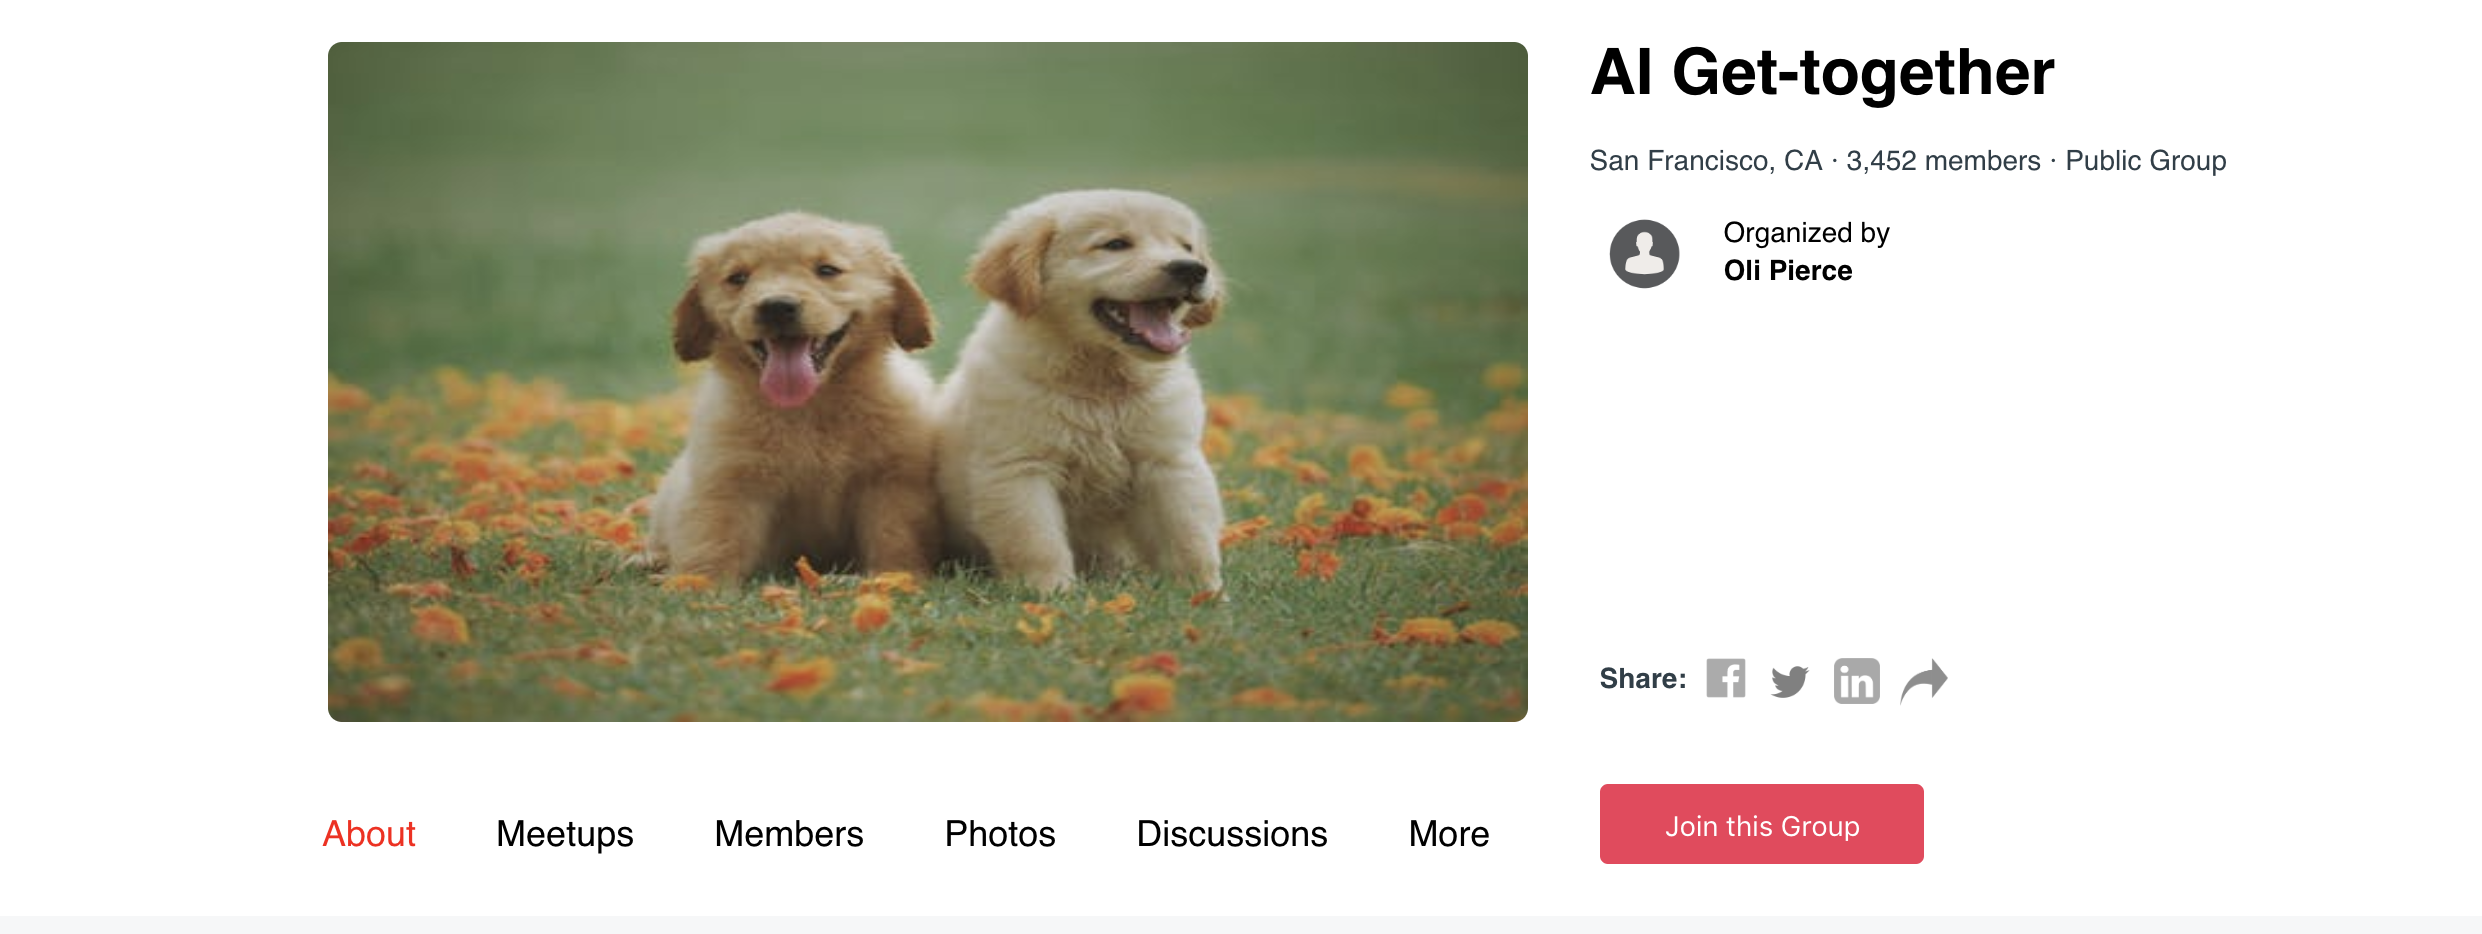 AI Get-together
San Francisco, CA · 3,452 members · Public Group
Organized by
Oli Pierce
Share:
About Meetups Members Photos Discussions More
Join this Group